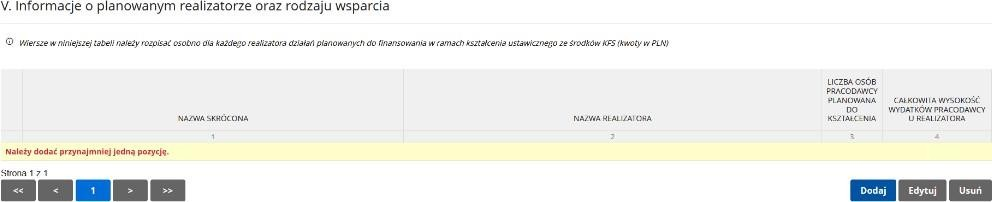 V. Informacje o planowanym realizatorze oraz rodzaju wsparcia
Wiersze w niniejszej tabeli należy rozpisać osobno dla każdego realizatora działań planowanych do finansowania w ramach kształcenia ustawicznego ze środków KFS (kwoty w PLN)
NAZWA SKRÓCONA
NAZWA REALIZATORA
LICZBA OSÓB
PRACODAWCY
PLANOWANA
DO
KSZTAŁCENIA
CAŁKOWITA WYSOKOŚĆ
WYDATKÓW PRACODAWCY
U REALIZATORA
1 2 3 4
Należy dodać przynajmniej jedną pozycję.
Strona 1 z 1
<< < 1 > >> Dodaj Edytuj Usuń